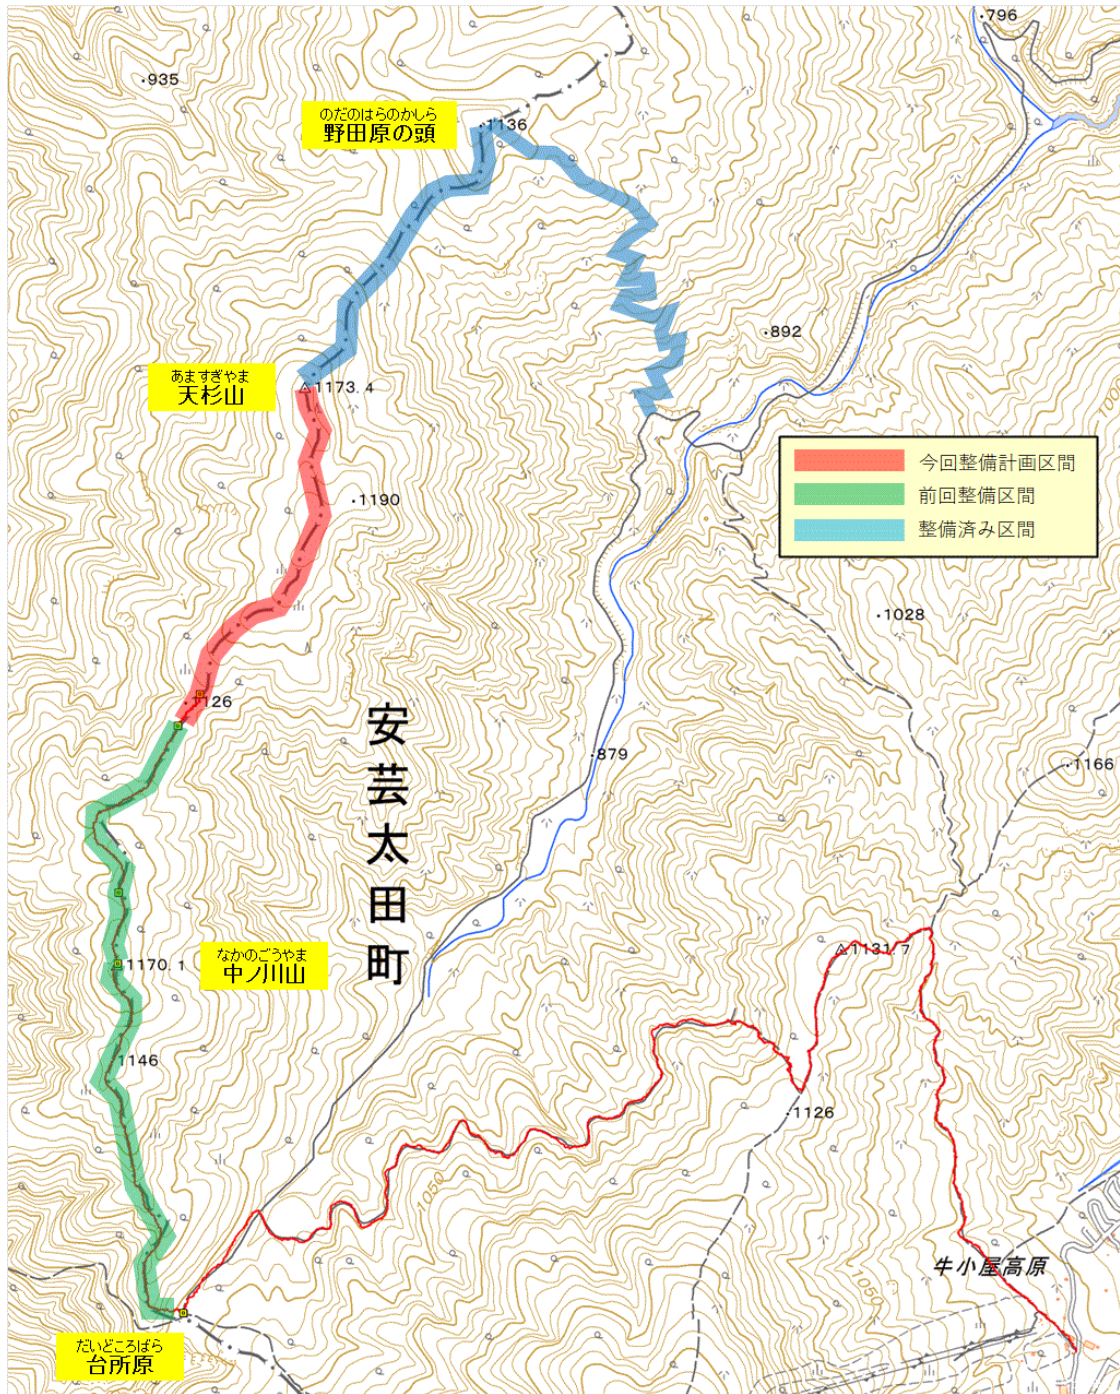 796
935
のだのはらのかしら
野田原の頭
1136
892
あますぎやま
天杉山
1173.4
今回整備計画区間
前回整備区間
整備済み区間
1190
1028
1126
安芸太田町
879
1166
なかのごうやま
中ノ川山
1170.1
1131.7
1146
1126
1050
牛小屋高原
1050
だいどころばら
台所原